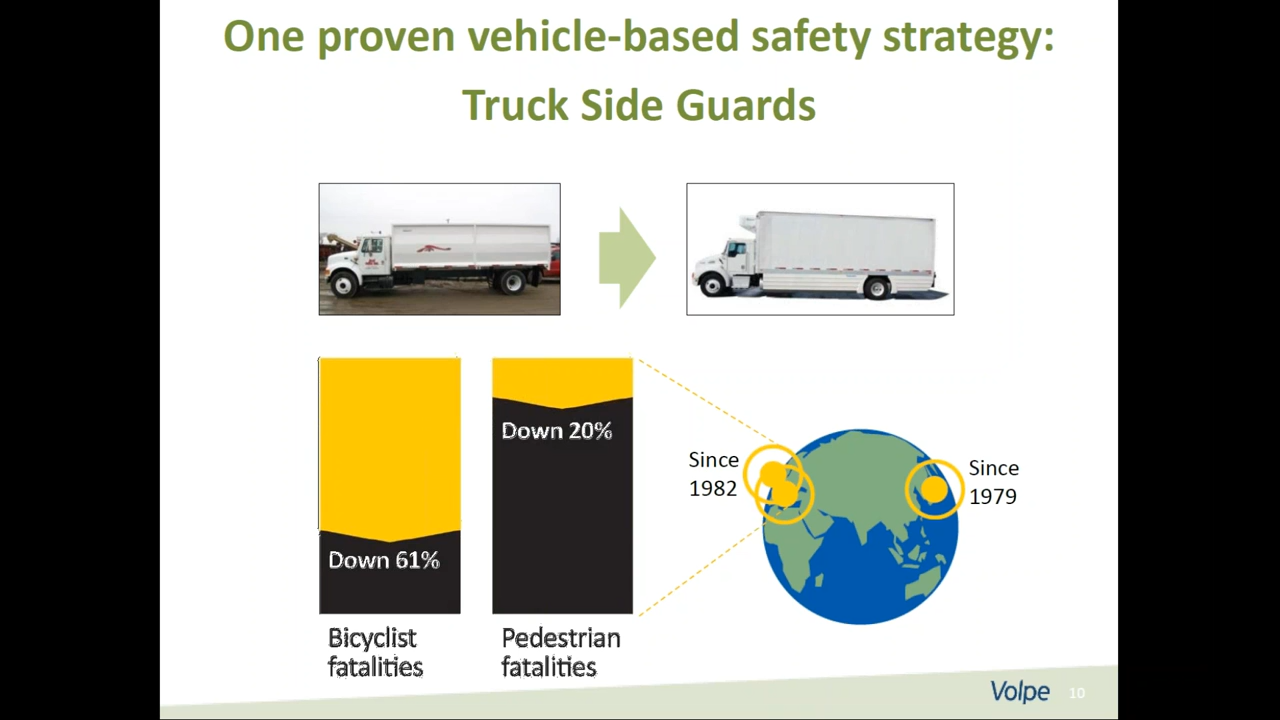 One proven vehicle-based safety strategy:
Truck Side Guards
Down 20%
Since
1982
Since
1979
Down 61%
Bicyclist
fatalities
Pedestrian
fatalities
Volpe
10